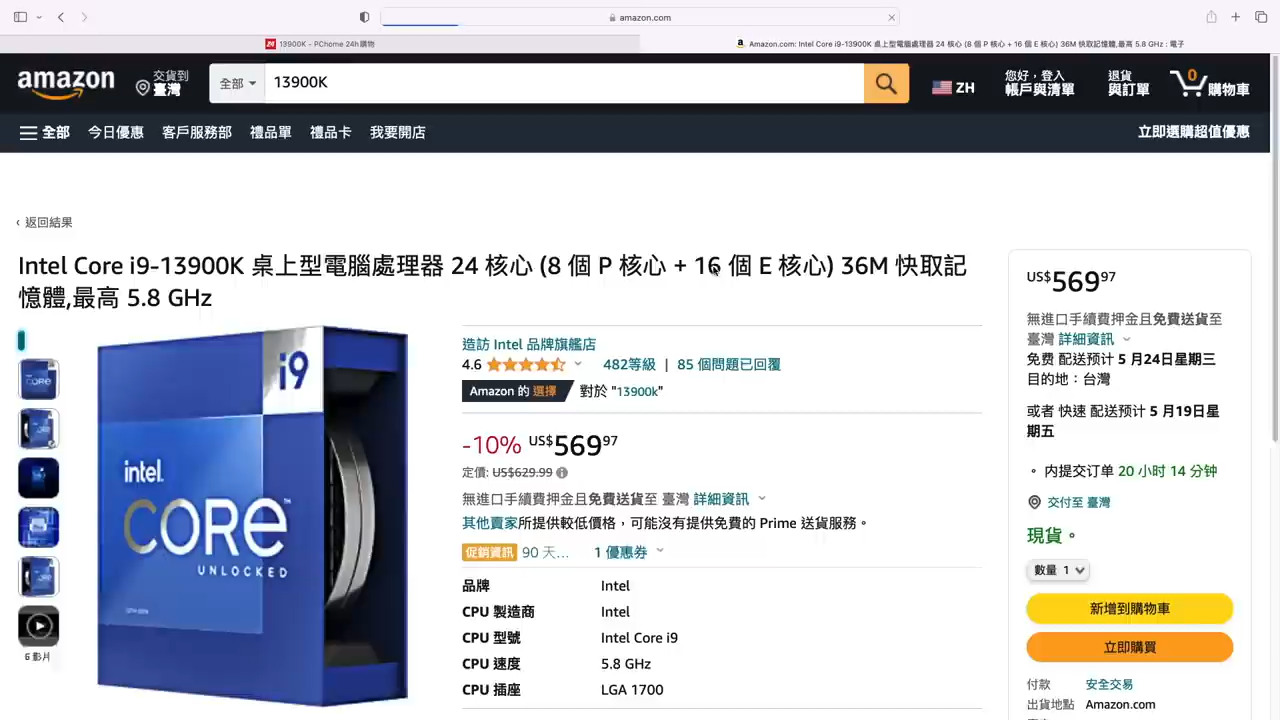 amazon.com
13900K - PChome 24h購物
Amazon.com: Intel Core i9-13900K 桌上型電腦處理器 24 核心 (8 個 P 核心 + 16 個 E 核心) 36M 快取記憶體,最高 5.8 GHz : 電子
amazon
交貨到
臺灣
全部
13900K
ZH
您好，登入
帳戶與清單
退貨
與訂單
0
購物車
全部
今日優惠
客戶服務部
禮品單
禮品卡
我要開店
立即選購超值優惠
‹ 返回結果
Intel Core i9-13900K 桌上型電腦處理器 24 核心 (8 個 P 核心 + 16 個 E 核心) 36M 快取記
憶體,最高 5.8 GHz
i9
intel.
CORE
UNLOCKED
6 影片
造訪 Intel 品牌旗艦店
4.6
482等級 | 85 個問題已回覆
Amazon 的 選擇 對於 "13900k"
-10% US$569 97
定價: US$629.99
無進口手續費押金且免費送貨至 臺灣 詳細資訊
其他賣家所提供較低價格，可能沒有提供免費的 Prime 送貨服務。
促銷資訊 90 天… 1 優惠券
品牌 Intel
CPU 製造商 Intel
CPU 型號 Intel Core i9
CPU 速度 5.8 GHz
CPU 插座 LGA 1700
US$569 97
無進口手續費押金且免費送貨至
臺灣 詳細資訊
免費 配送预计 5 月24日星期三
目的地：台灣
或者 快速 配送预计 5 月19日星
期五
。 内提交订单 20 小时 14 分钟
交付至 臺灣
現貨。
數量 1
新增到購物車
立即購買
付款 安全交易
出貨地點 Amazon.com